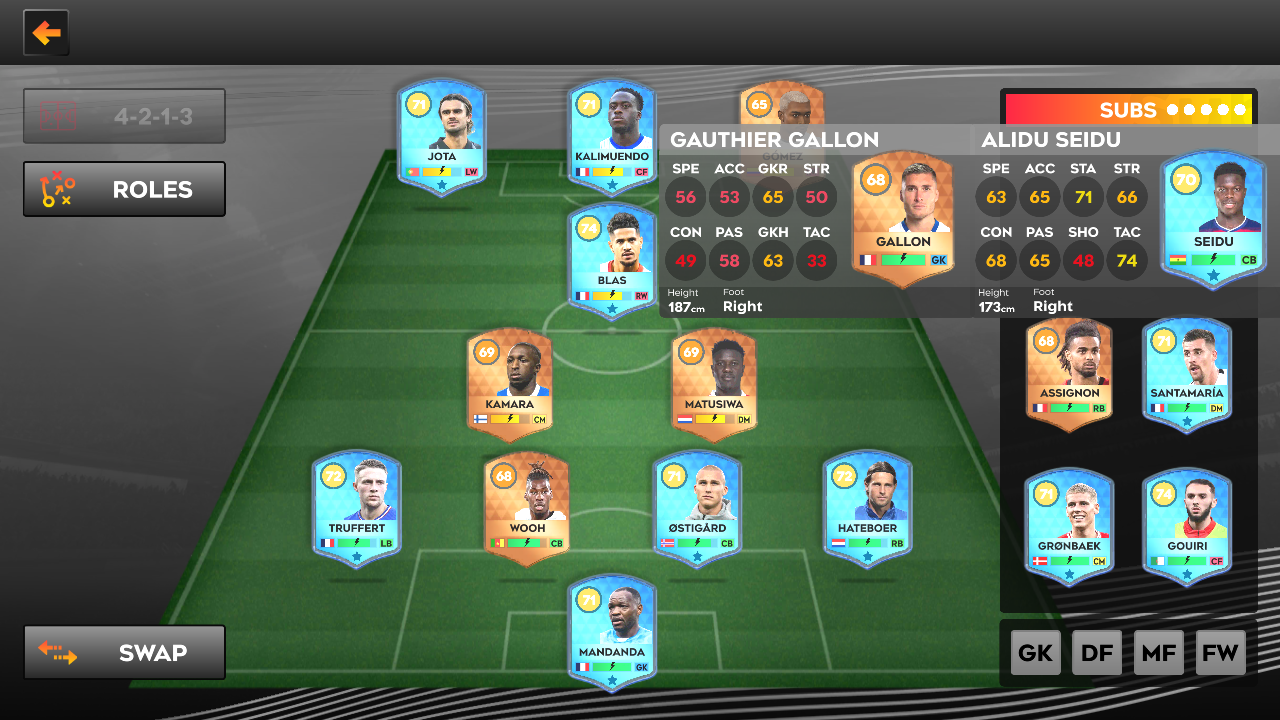 4-2-1-3
ROLES
SWAP
71
JOTA
LW
71
KALIMUENDO
CF
65
GÓMEZ
74
BLAS
RW
69
KAMARA
CM
69
MATUSIWA
DM
72
TRUFFERT
LB
68
WOOH
CB
71
ØSTIGÅRD
CB
72
HATEBOER
RB
71
MANDANDA
GK
SUBS
GAUTHIER GALLON
SPE ACC GKR STR
56 53 65 50
CON PAS GKH TAC
49 58 63 33
Height Foot
187cm Right
68
GALLON
GK
ALIDU SEIDU
SPE ACC STA STR
63 65 71 66
CON PAS SHO TAC
68 65 48 74
Height Foot
173cm Right
70
SEIDU
CB
68
ASSIGNON
RB
71
SANTAMARÍA
DM
71
GRØNBAEK
CM
74
GOUIRI
CF
GK DF MF FW